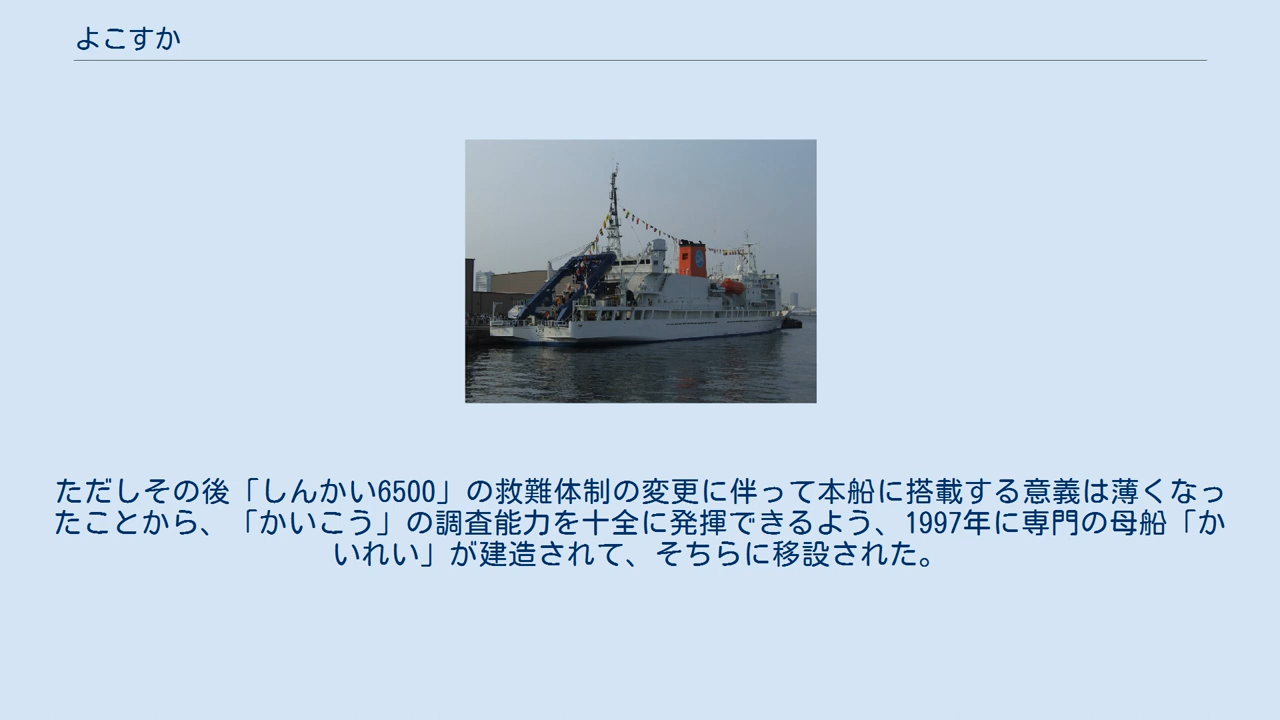 よこすか
ただしその後「しんかい6500」の救難体制の変更に伴って本船に搭載する意義は薄くなっ
たことから、「かいこう」の調査能力を十全に発揮できるよう、1997年に専門の母船「か
いれい」が建造されて、そちらに移設された。